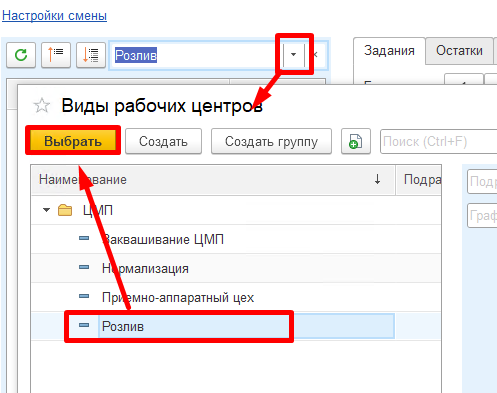 Настройки смены
Розлив
Задания Остатки
Виды рабочих центров
Выбрать Создать Создать группу Поиск (Ctrl+F)
Наименование ↓ Подра
ЦМП
Заквашивание ЦМП
Нормализация
Приемно-аппаратный цех
Розлив
Подр
Граф